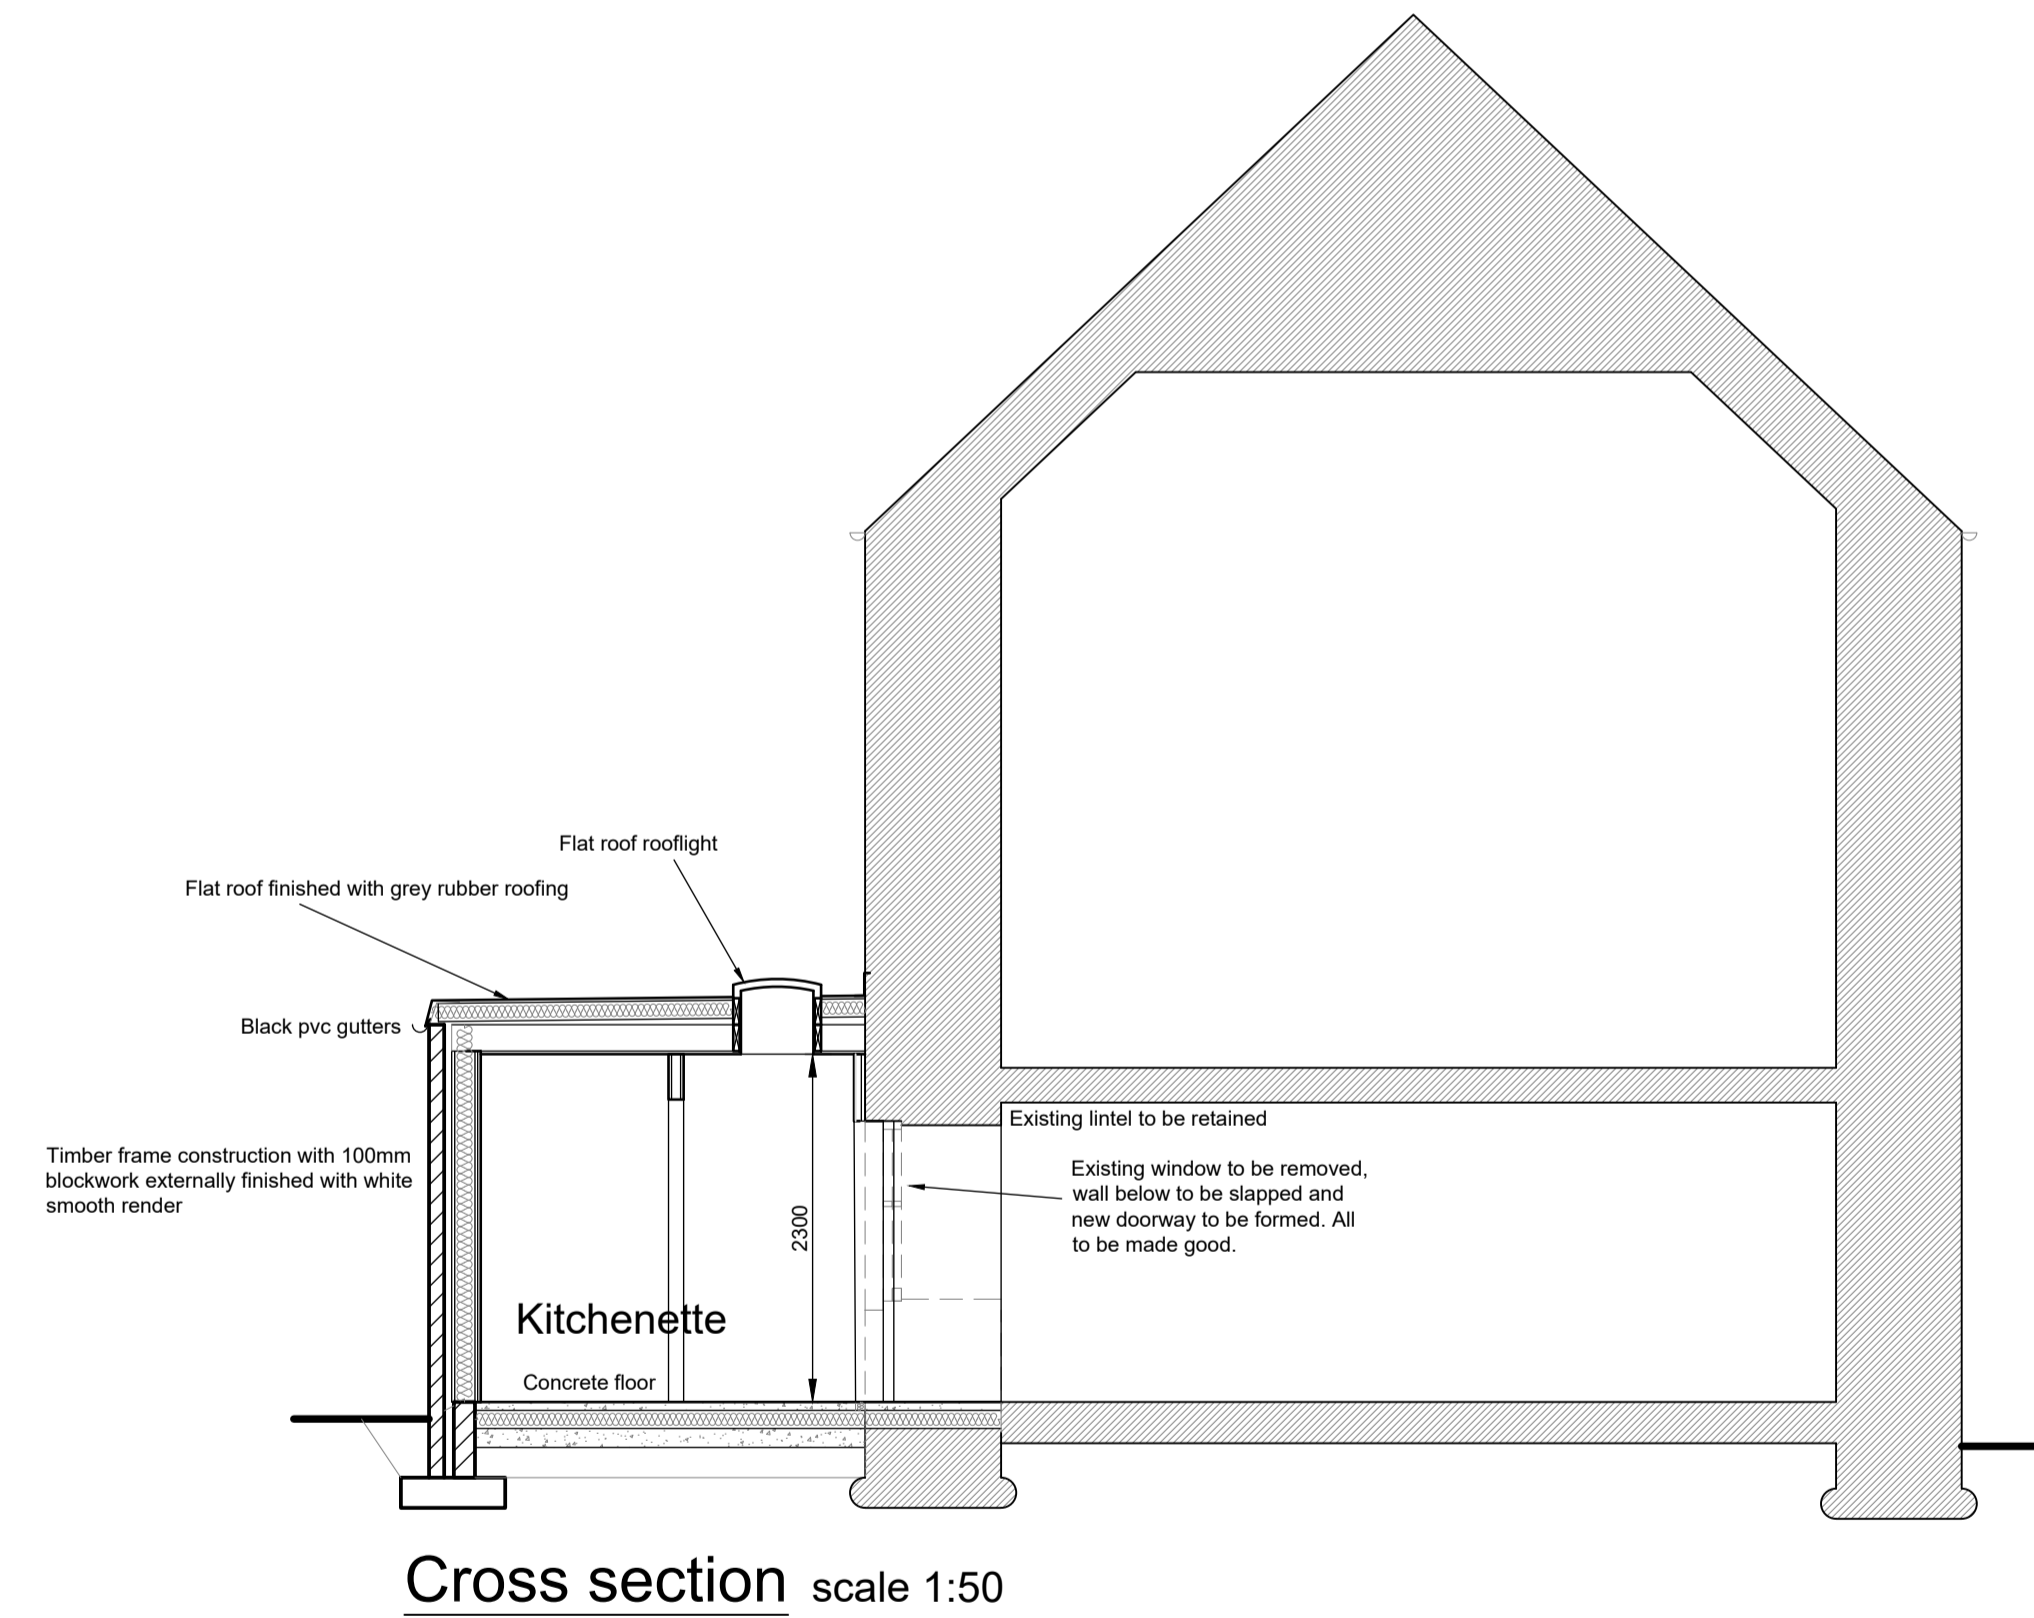 Flat roof rooflight
Flat roof finished with grey rubber roofing
Black pvc gutters
Existing lintel to be retained
Timber frame construction with 100mm
blockwork externally finished with white
smooth render
Existing window to be removed,
wall below to be slapped and
new doorway to be formed. All
to be made good.
2300
Kitchenette
Concrete floor
Cross section scale 1:50